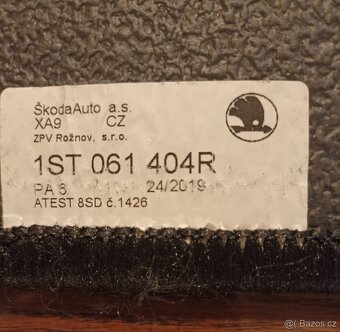 ŠkodaAuto a.s.
XA9 CZ
ZPV Rožnov, s.r.o.
1ST 061 404R
PA 6 24/2019
ATEST 8SD č.1426
Bazos.cz